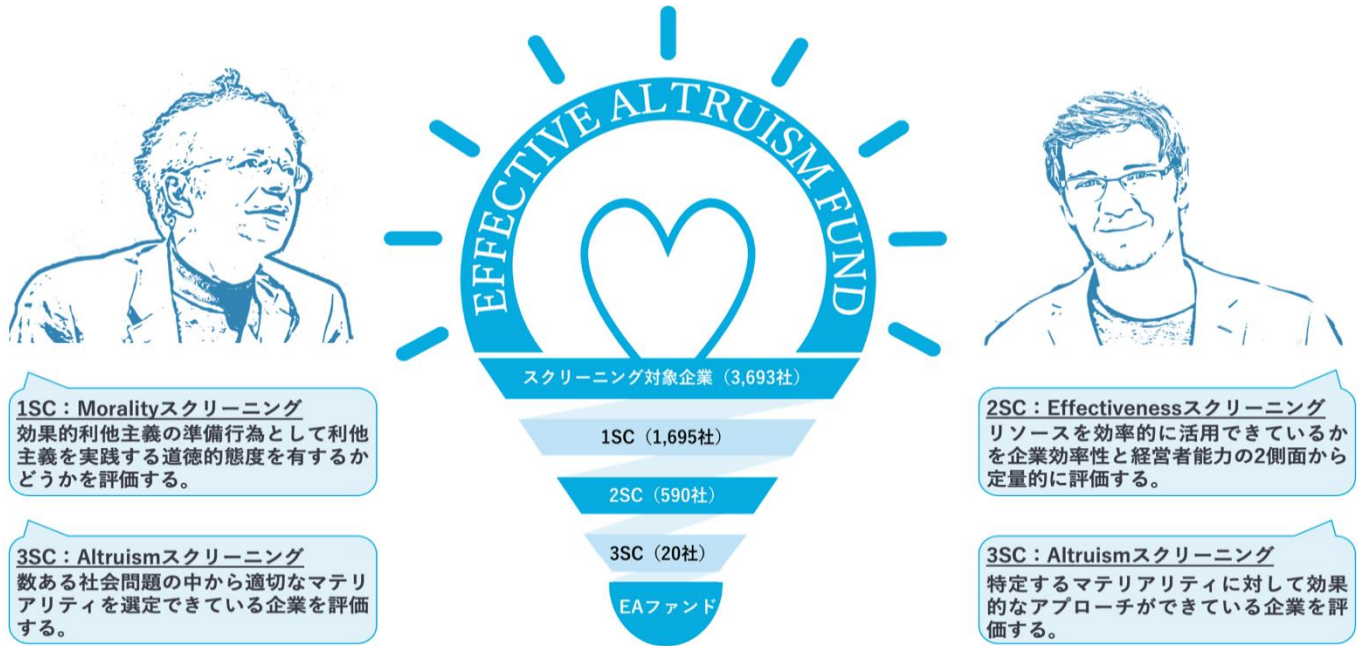 EFFECTIVE ALTRUISM FUND
スクリーニング対象企業（3,693社）
1SC（1,695社）
2SC（590社）
3SC（20社）
EAファンド
1SC：Moralityスクリーニング
効果的利他主義の準備行為として利他
主義を実践する道徳的態度を有するか
どうかを評価する。
3SC：Altruismスクリーニング
数ある社会問題の中から適切なマテリ
アリティを選定できている企業を評価
する。
2SC：Effectivenessスクリーニング
リソースを効率的に活用できているか
を企業効率性と経営者能力の2側面から
定量的に評価する。
3SC：Altruismスクリーニング
特定するマテリアリティに対して効果
的なアプローチができている企業を評
価する。